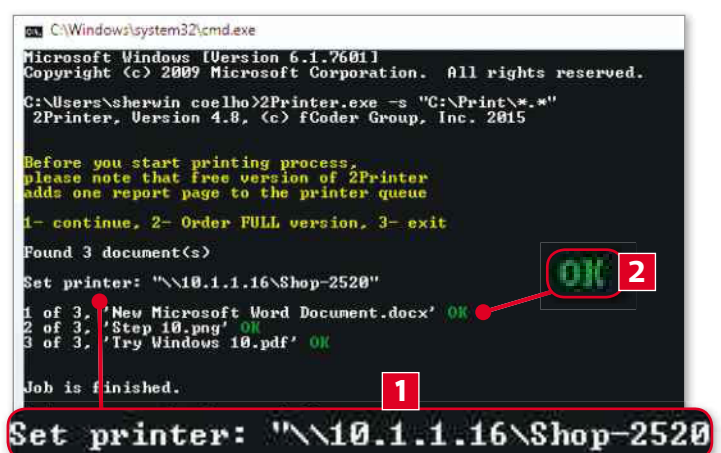 C:\Windows\system32\cmd.exe
Microsoft Windows [Version 6.1.7601]
Copyright (c) 2009 Microsoft Corporation.  All rights reserved.
C:\Users\sherwin coelho>2Printer.exe -s "C:\Print\*.*"
2Printer, Version 4.8, (c) fCoder Group, Inc. 2015
Before you start printing process,
please note that free version of 2Printer
adds one report page to the printer queue
1- continue, 2- Order FULL version, 3- exit
Found 3 document(s)
Set printer: "\\10.1.1.16\Shop-2520"
OK 2
1 of 3, 'New Microsoft Word Document.docx' OK
2 of 3, 'Step 10.png' OK
3 of 3, 'Try Windows 10.pdf' OK
Job is finished.
1
Set printer: "\\10.1.1.16\Shop-2520